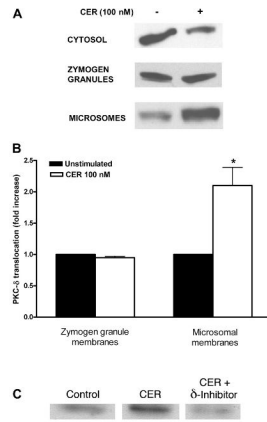 A
CER (100 nM) - +
CYTOSOL
ZYMOGEN
GRANULES
MICROSOMES
B
Unstimulated
CER 100 nM
PKC-δ translocation (fold increase)
2.5
2.0
1.5
1.0
0.5
0.0
*
Zymogen granule
membranes
Microsomal
membranes
C
Control
CER
CER +
δ-Inhibitor